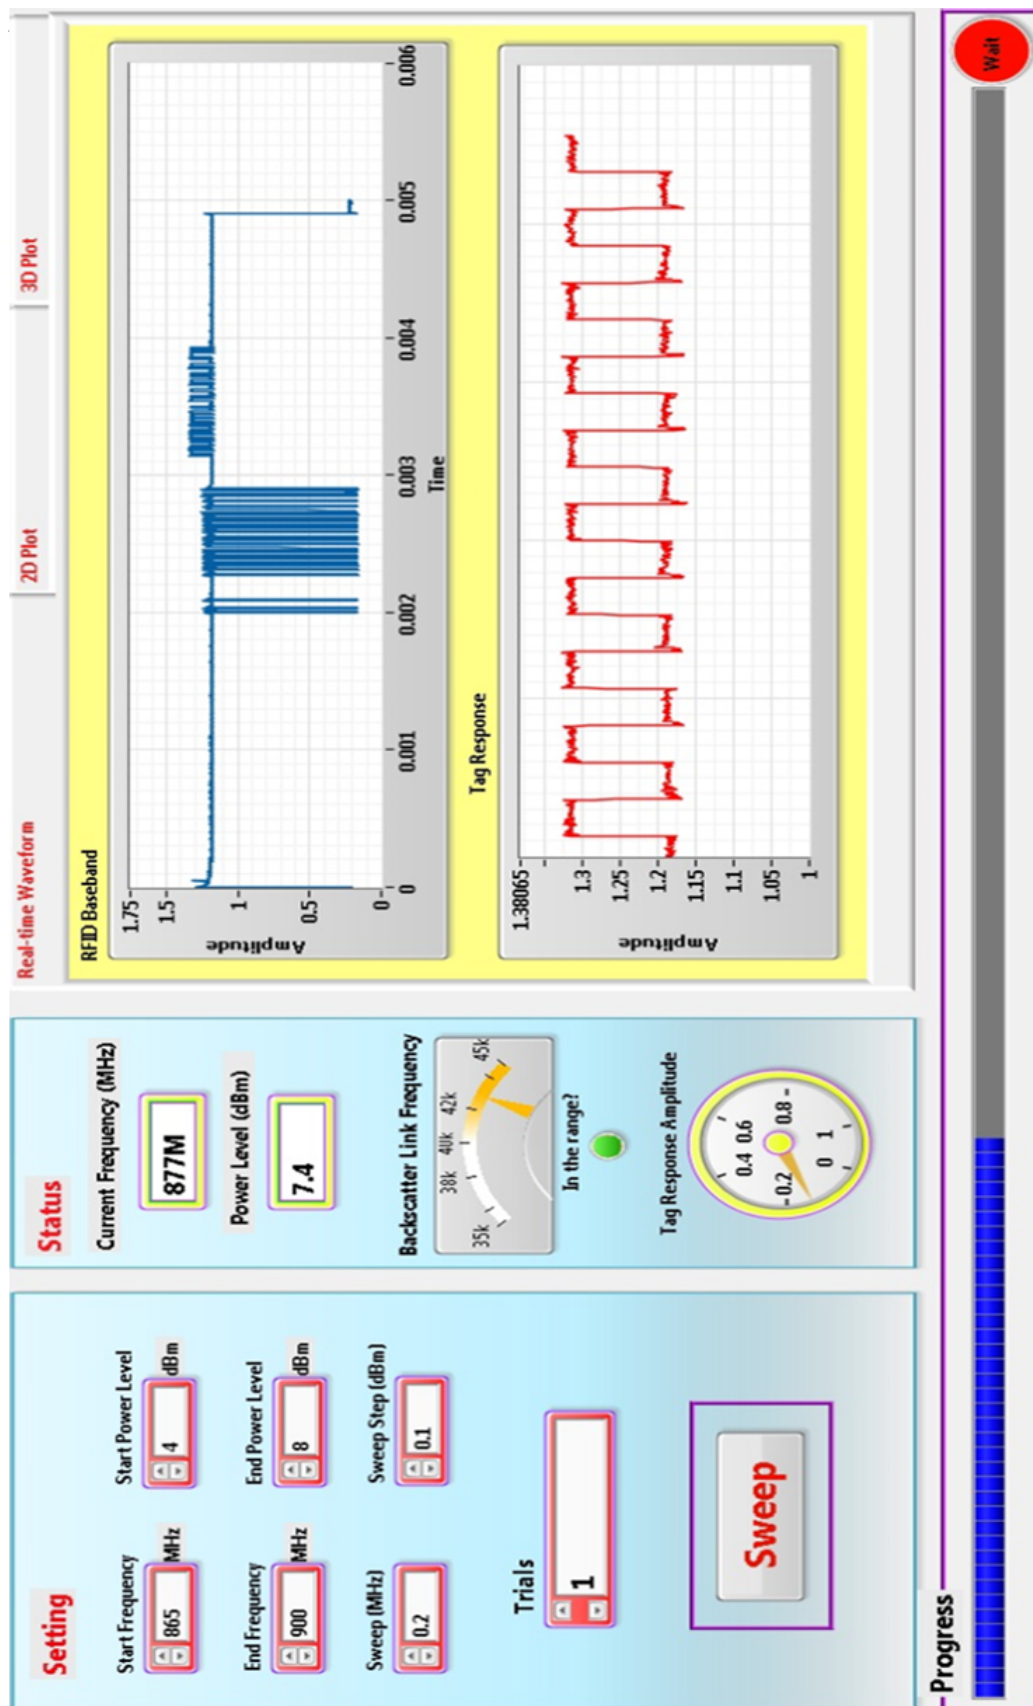 Setting
Start Frequency
865
MHz
Start Power Level
4
dBm
End Frequency
900
MHz
End Power Level
8
dBm
Sweep (MHz)
0.2
Sweep Step (dBm)
0.1
Trials
1
Sweep
Status
Current Frequency (MHz)
877M
Power Level (dBm)
7.4
Backscatter Link Frequency
35k 38k 40k 42k 45k
In the range?
Tag Response Amplitude
0 0.2 0.4 0.6 0.8 1
Real-time Waveform
2D Plot
3D Plot
RFID Baseband
Amplitude
1.75
1.5
1
0.5
0
0 0.001 0.002 0.003 0.004 0.005 0.006
Time
Tag Response
Amplitude
1.38065
1.3
1.25
1.2
1.15
1.1
1.05
1
Progress
Wait